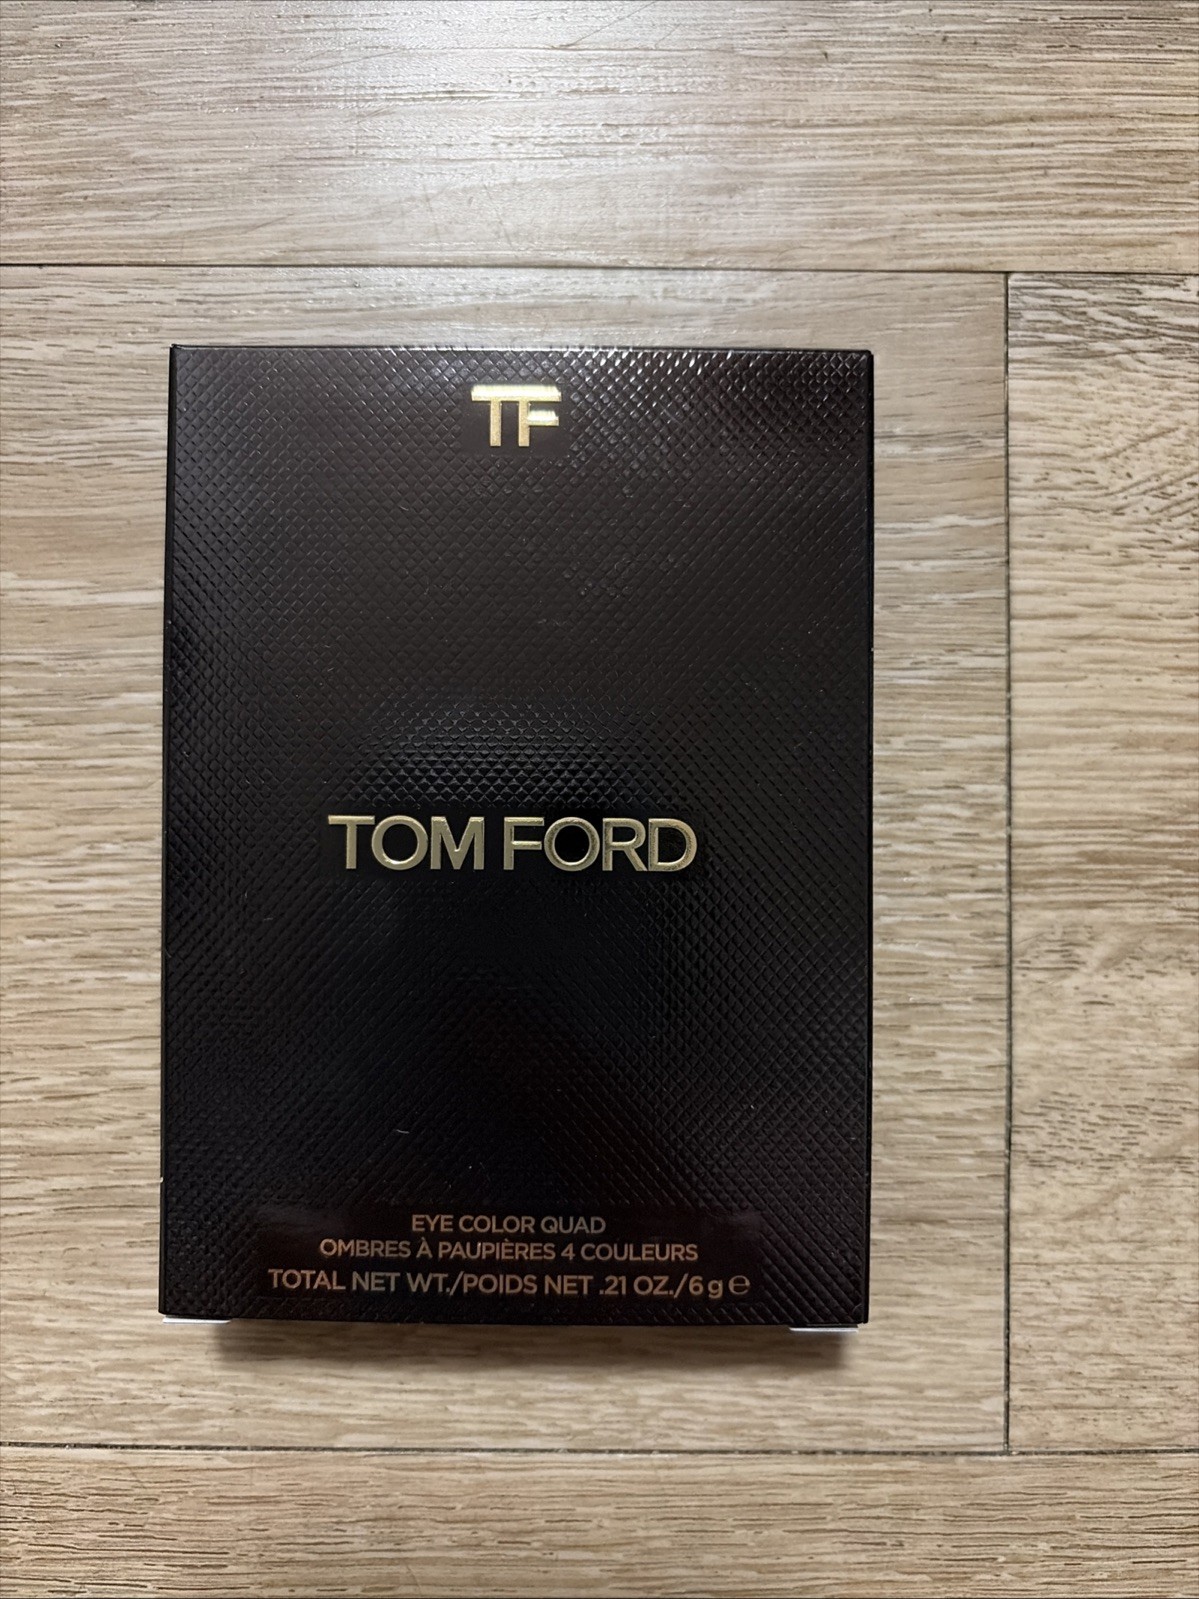 TF
TOM FORD
EYE COLOR QUAD
OMBRES À PAUPIÈRES 4 COULEURS
TOTAL NET WT./POIDS NET .21 OZ./6 g ℮